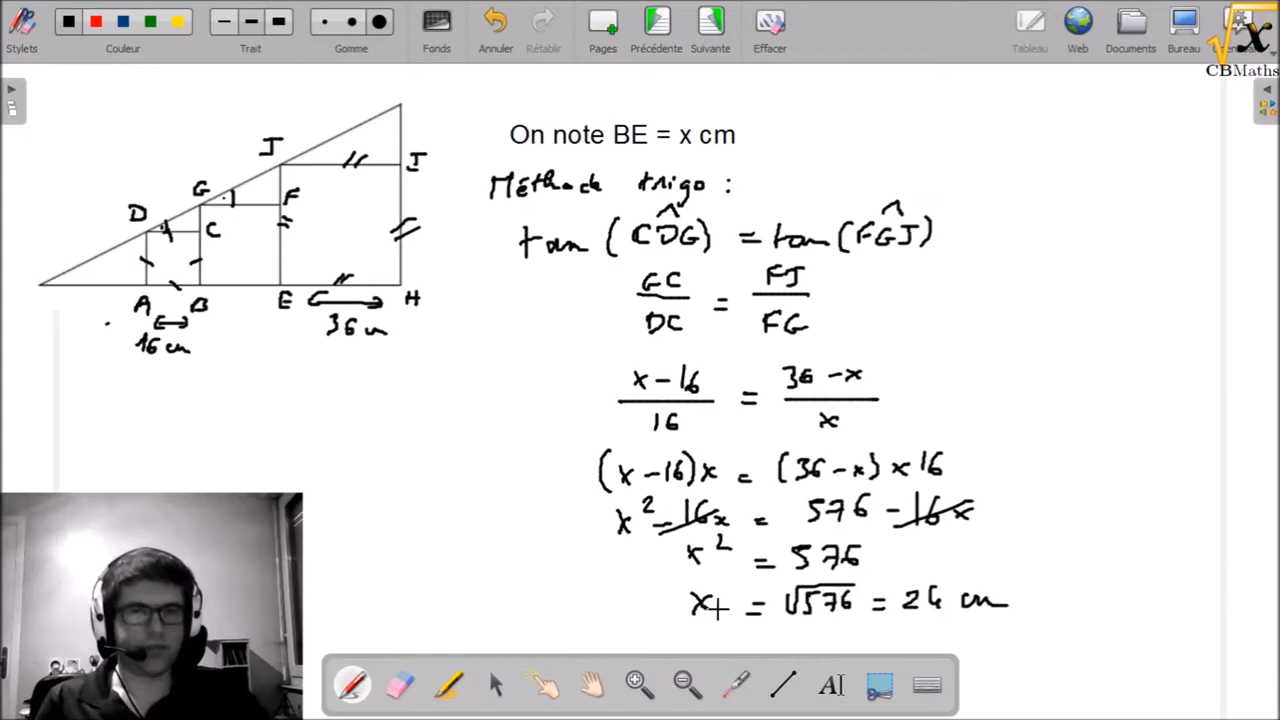 Stylets
Couleur
Trait
Gomme
Fonds
Annuler
Rétablir
Pages
Précédente
Suivante
Effacer
Tableau
Web
Documents
Bureau
√x
CBMaths
On note BE = x cm
Méthode trigo :
tan (CDG) = tan (FGJ)
GC/DC = FJ/FG
x - 16/16 = 36 - x/x
(x - 16)x = (36 - x) × 16
x² - 16x = 576 - 16x
x² = 576
x = √576 = 24 cm
J
I
G
F
D
C
A
B
E
H
16 cm
36 cm
AI